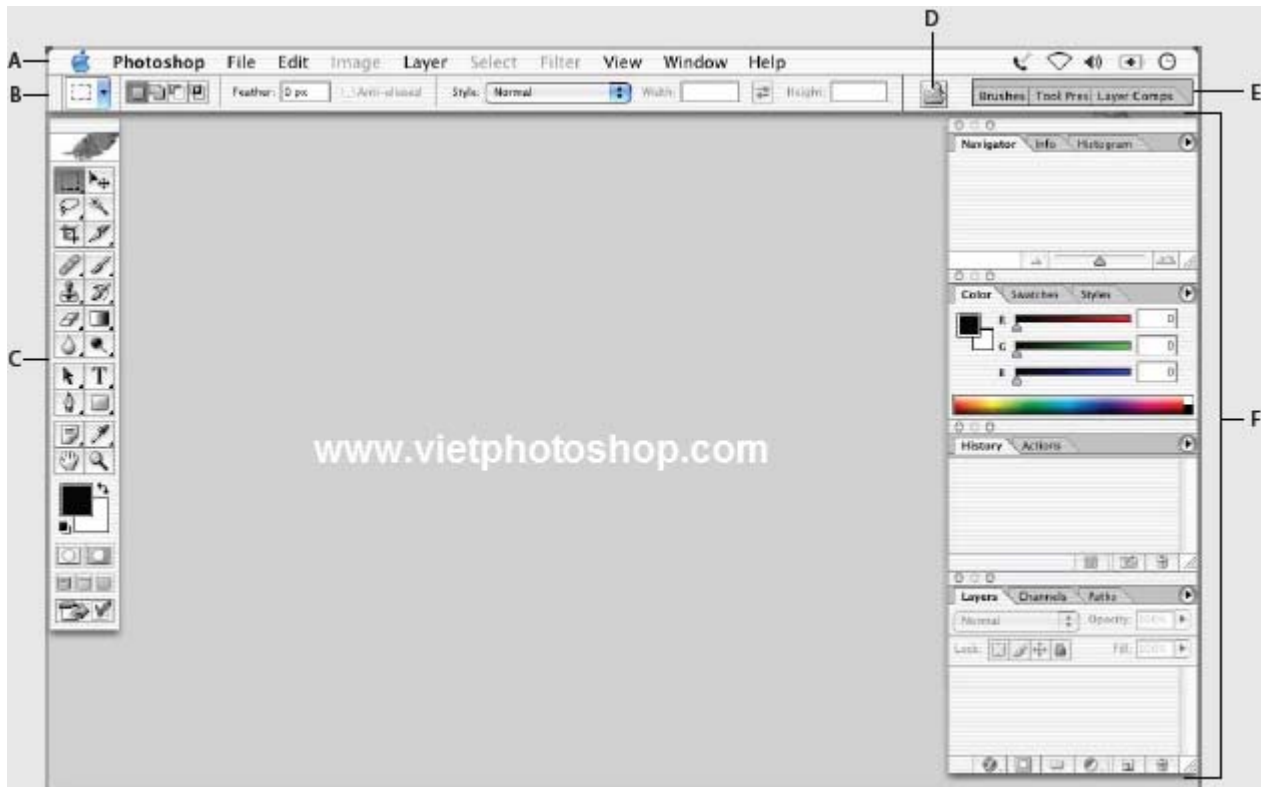 D
A Photoshop File Edit Image Layer Select Filter View Window Help
B Feather: 0 px Anti-aliased Style: Normal Width: Height: Brushes Tool Pres Layer Comps E
Navigator Info Histogram
Color Swatches Styles
R 0
G 0
B 0
C
T
F
www.vietphotoshop.com
History Actions
Layers Channels Paths
Normal Opacity: 100%
Lock: Fill: 100%